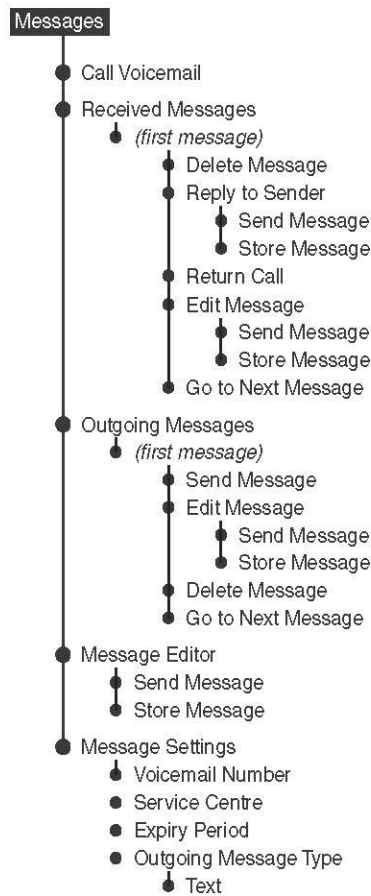 Messages
Call Voicemail
Received Messages
(first message)
Delete Message
Reply to Sender
Send Message
Store Message
Return Call
Edit Message
Send Message
Store Message
Go to Next Message
Outgoing Messages
(first message)
Send Message
Edit Message
Send Message
Store Message
Delete Message
Go to Next Message
Message Editor
Send Message
Store Message
Message Settings
Voicemail Number
Service Centre
Expiry Period
Outgoing Message Type
Text